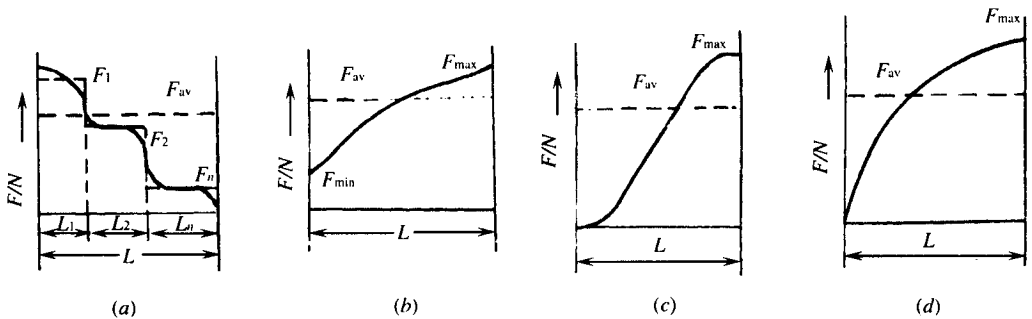 F/N
F₁
Fav
F₂
Fₙ
L₁ L₂ Lₙ
L
(a)
F/N
Fav
Fmax
Fmin
L
(b)
F/N
Fav
Fmax
L
(c)
F/N
Fav
Fmax
L
(d)